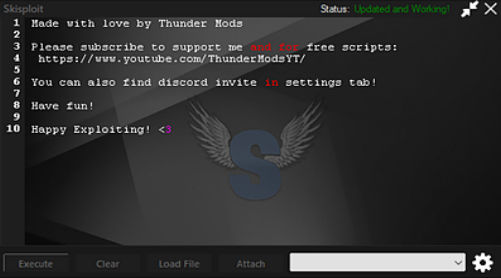 Skisploit
Status: Updated and Working!
1 Made with love by Thunder Mods
2
3 Please subscribe to support me and for free scripts:
4 https://www.youtube.com/ThunderModsYT/
5
6 You can also find discord invite in settings tab!
7
8 Have fun!
9
10 Happy Exploiting! <3
S
Execute
Clear
Load File
Attach